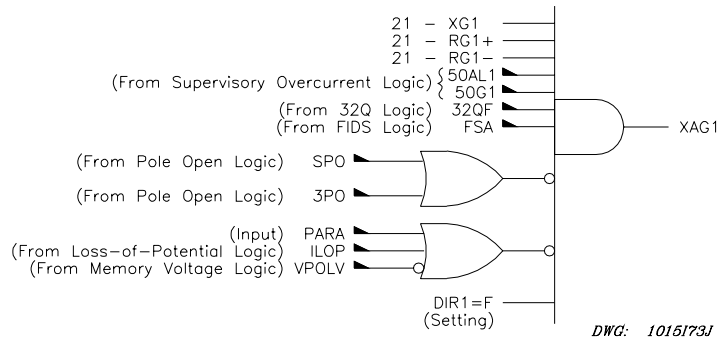 21 - XG1
21 - RG1+
21 - RG1-
(From Supervisory Overcurrent Logic) { 50AL1
50G1
(From 32Q Logic) 32QF
(From FIDS Logic) FSA
XAG1
(From Pole Open Logic) SPO
(From Pole Open Logic) 3PO
(Input) PARA
(From Loss-of-Potential Logic) ILOP
(From Memory Voltage Logic) VPOLV
DIR1=F
(Setting)
DWG: 1015I73J